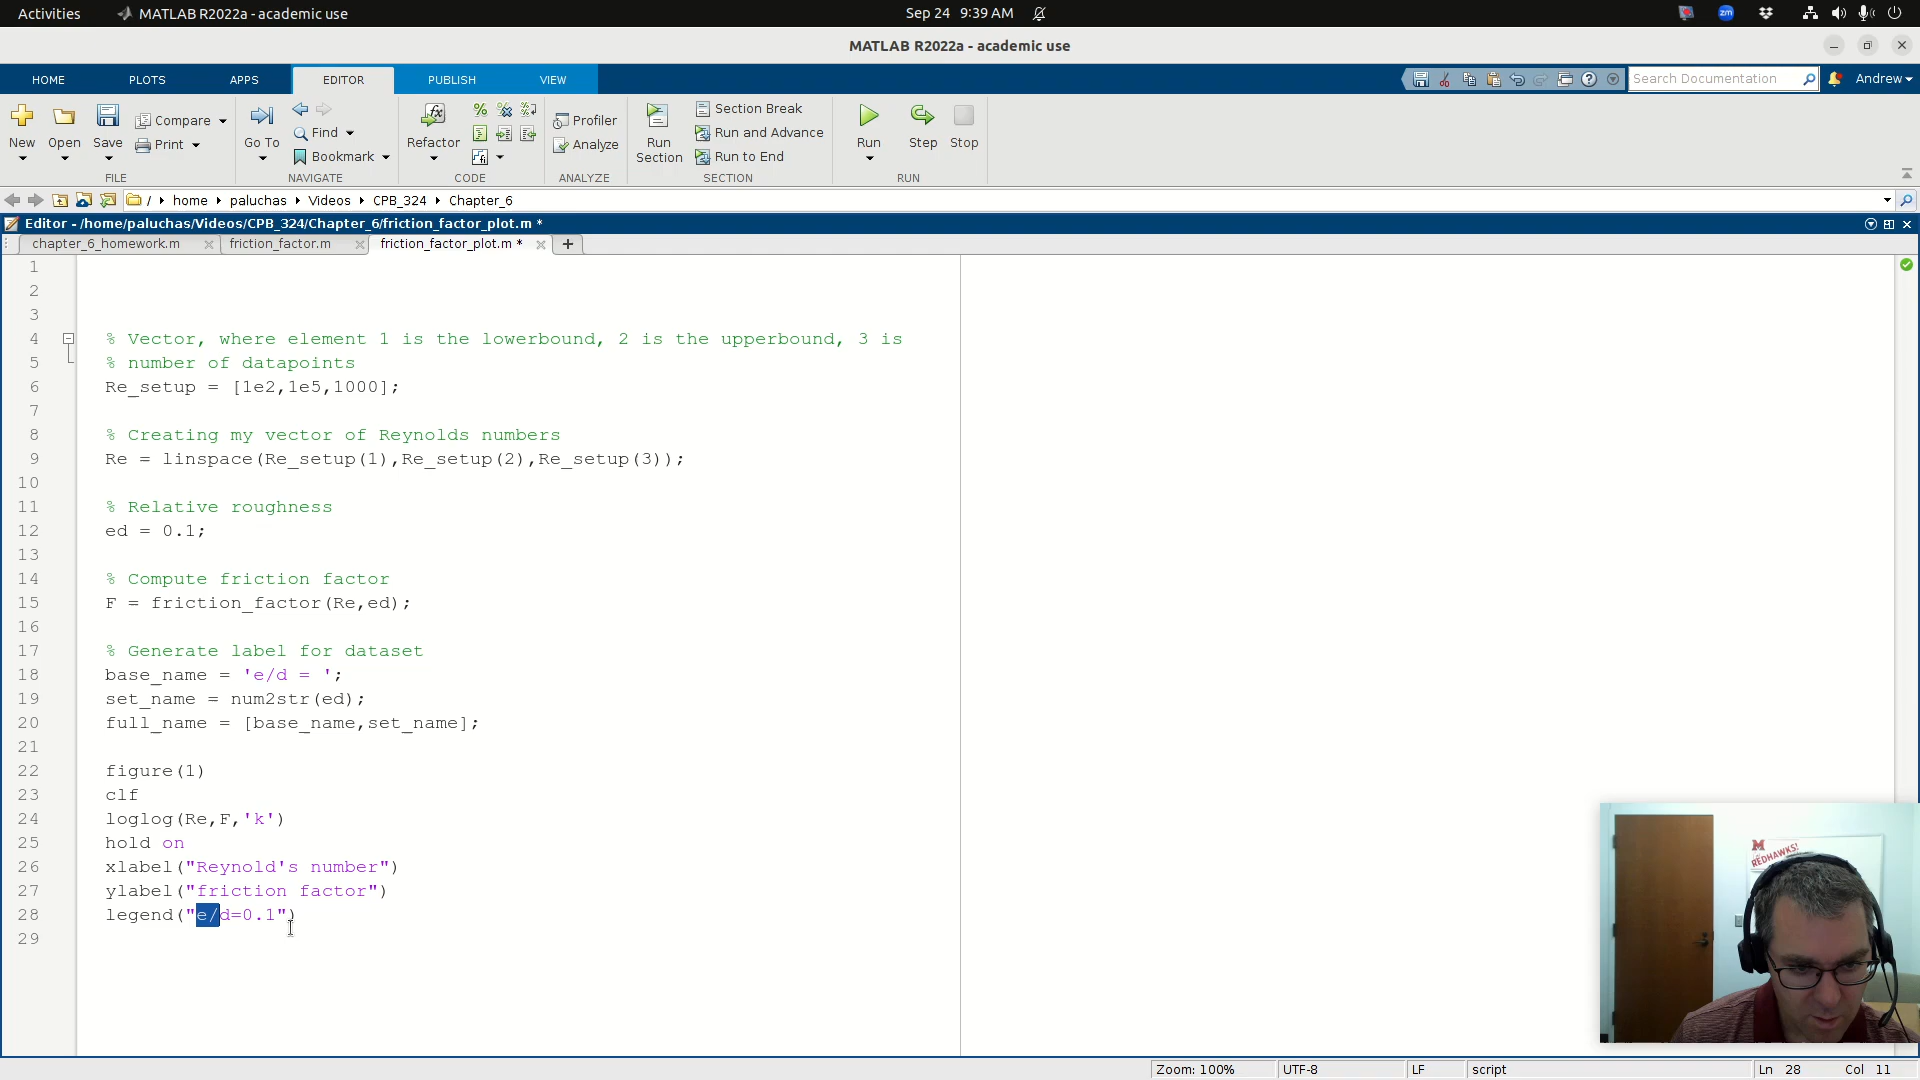 Activities MATLAB R2022a - academic use Sep 24 9:39 AM zm
MATLAB R2022a - academic use
HOME PLOTS APPS EDITOR PUBLISH VIEW Search Documentation Andrew
New Open Save Compare Print Go To Find Bookmark Refactor Profiler Analyze Run Section Section Break Run and Advance Run to End Run Step Stop
FILE NAVIGATE CODE ANALYZE SECTION RUN
/ home paluchas Videos CPB_324 Chapter_6
Editor - /home/paluchas/Videos/CPB_324/Chapter_6/friction_factor_plot.m *
chapter_6_homework.m friction_factor.m friction_factor_plot.m *
1
2
3
4 % Vector, where element 1 is the lowerbound, 2 is the upperbound, 3 is
5 % number of datapoints
6 Re_setup = [1e2,1e5,1000];
7
8 % Creating my vector of Reynolds numbers
9 Re = linspace(Re_setup(1),Re_setup(2),Re_setup(3));
10
11 % Relative roughness
12 ed = 0.1;
13
14 % Compute friction factor
15 F = friction_factor(Re,ed);
16
17 % Generate label for dataset
18 base_name = 'e/d = ';
19 set_name = num2str(ed);
20 full_name = [base_name,set_name];
21
22 figure(1)
23 clf
24 loglog(Re,F,'k')
25 hold on
26 xlabel("Reynold's number")
27 ylabel("friction factor")
28 legend("e/d=0.1")
29
M
REDHAWKS!
Zoom: 100% UTF-8 LF script Ln 28 Col 11